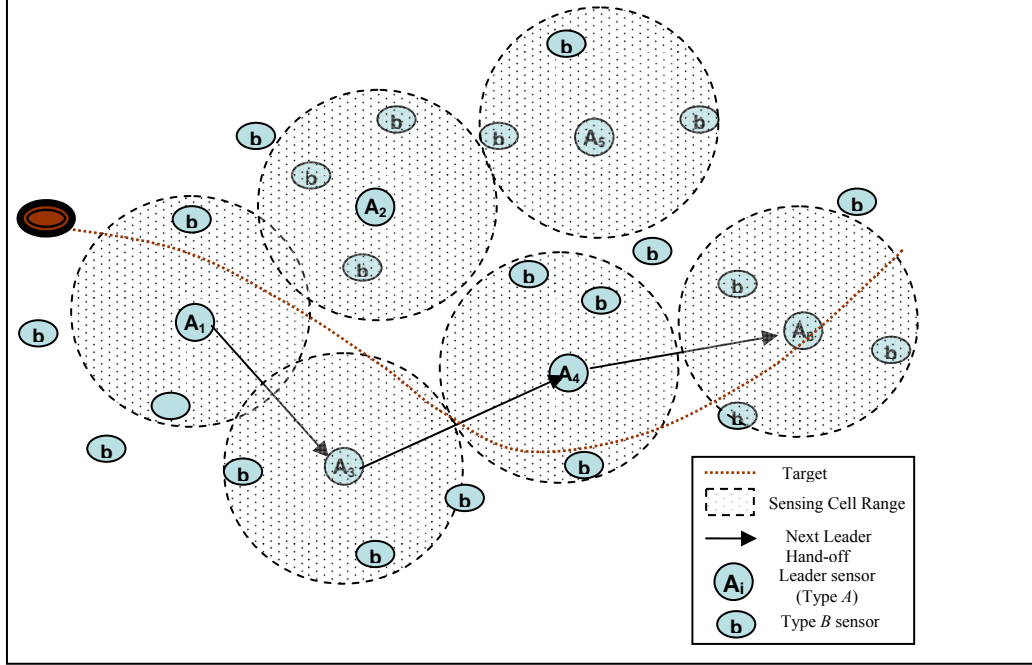 b
b
b
A₅
b
b
b
b
A₂
b
b
b
b
b
b
b
A₁
b
A₆
b
A₄
b
b
b
A₃
b
b
b
b
Target
Sensing Cell Range
Next Leader
Hand-off
Aᵢ
Leader sensor
(Type A)
b
Type B sensor